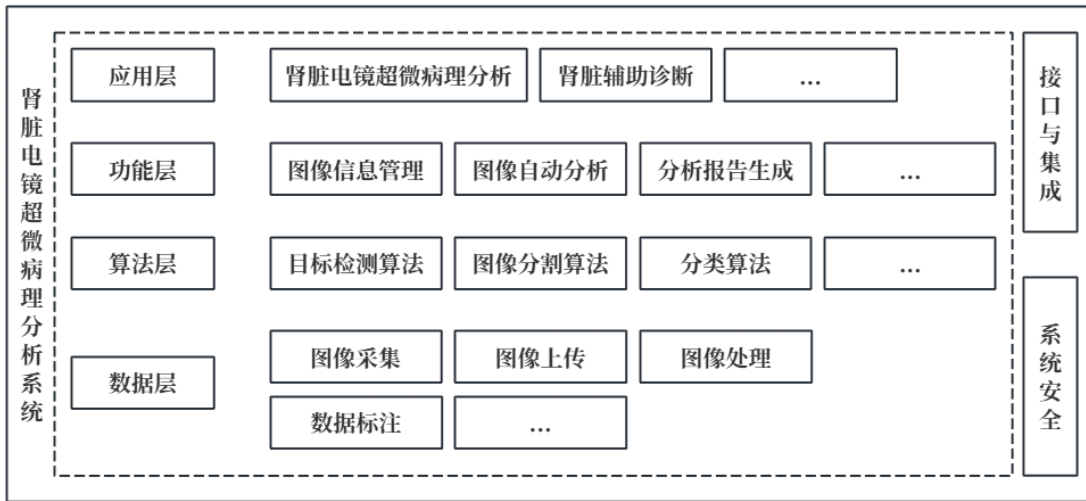 肾脏电镜超微病理分析系统
应用层
肾脏电镜超微病理分析
肾脏辅助诊断
...
功能层
图像信息管理
图像自动分析
分析报告生成
...
算法层
目标检测算法
图像分割算法
分类算法
...
数据层
图像采集
图像上传
图像处理
数据标注
...
接口与集成
系统安全